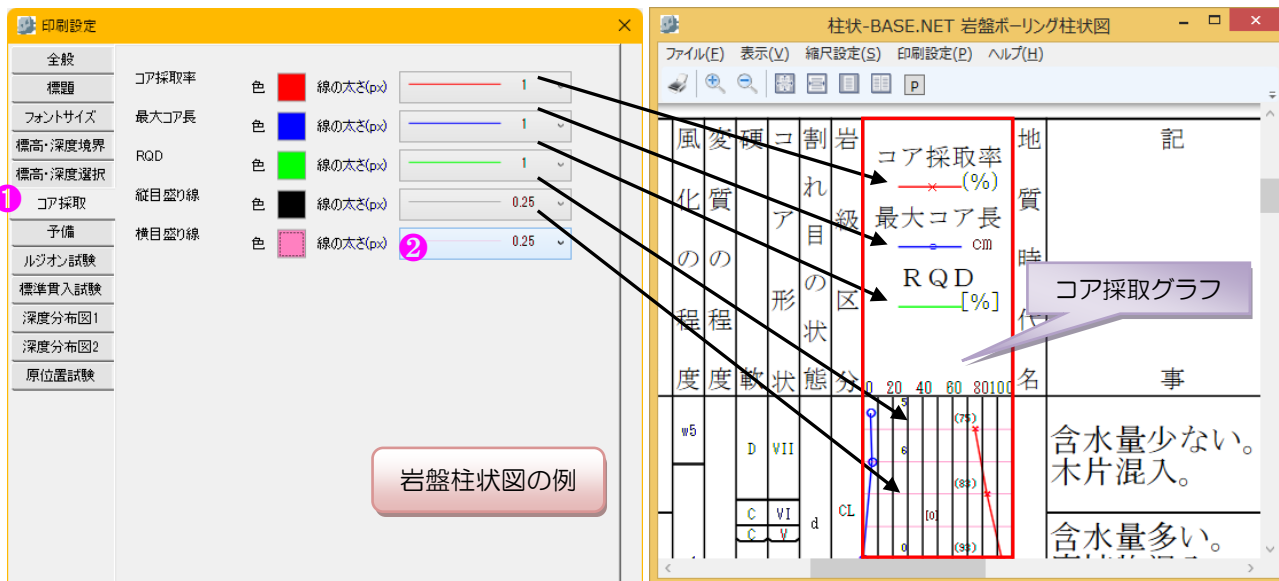 印刷設定
全般
標題
フォントサイズ
標高・深度境界
標高・深度選択
❶
コア採取
予備
ルジオン試験
標準貫入試験
深度分布図1
深度分布図2
原位置試験
コア採取率 色 線の太さ(px) 1
最大コア長 色 線の太さ(px) 1
RQD 色 線の太さ(px) 1
縦目盛り線 色 線の太さ(px) 0.25
横目盛り線 色 線の太さ(px) ❷ 0.25
岩盤柱状図の例
柱状-BASE.NET 岩盤ボーリング柱状図
ファイル(F) 表示(V) 縮尺設定(S) 印刷設定(P) ヘルプ(H)
P
風化の程度
変質の程度
硬軟
コア形状
割れ目の状態
岩級区分
コア採取率
(%)
最大コア長
cm
RQD
[%]
0 20 40 60 80100
地質時代名
記事
コア採取グラフ
w5
D VII
C VI
C V
d
CL
5
(75)
6
(83)
[0]
0
(93)
含水量少ない。
木片混入。
含水量多い。